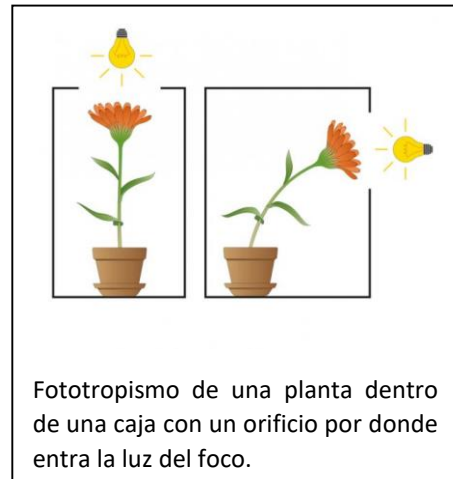 Fototropismo de una planta dentro
de una caja con un orificio por donde
entra la luz del foco.